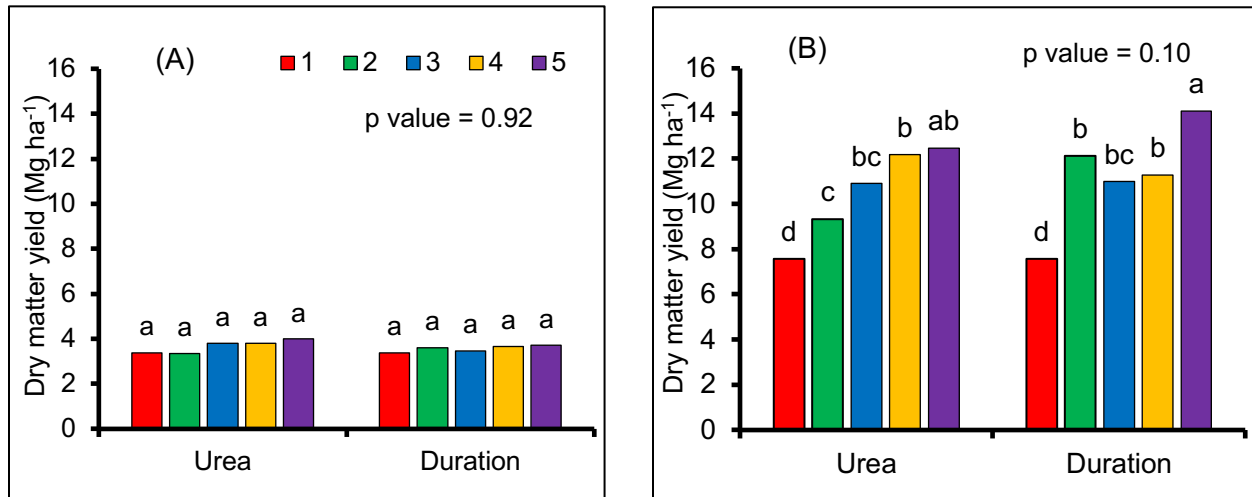 (A)
1 2 3 4 5
p value = 0.92
Dry matter yield (Mg ha⁻¹)
16
14
12
10
8
6
4
2
0
a a a a a a a a a a
Urea Duration
(B)
p value = 0.10
Dry matter yield (Mg ha⁻¹)
16
14
12
10
8
6
4
2
0
d c bc b ab d b bc b a
Urea Duration